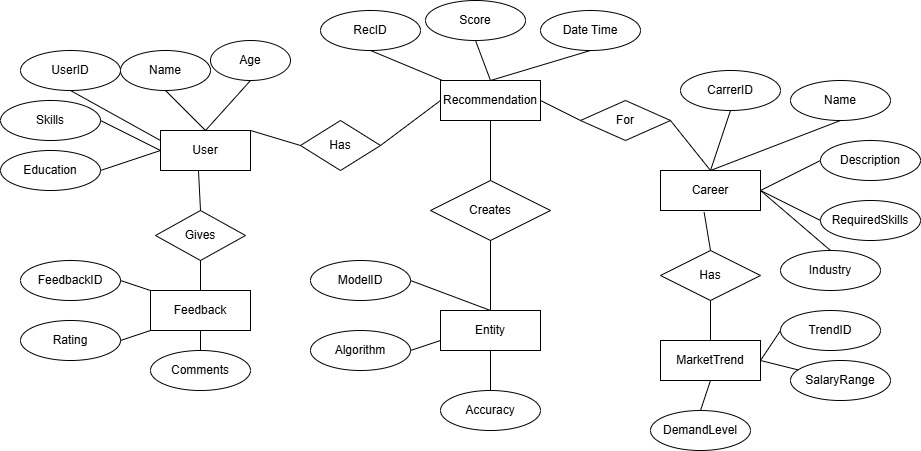 RecID
Score
Date Time
UserID
Name
Age
Skills
Education
User
Has
Recommendation
For
CarrerID
Name
Description
RequiredSkills
Industry
Career
Gives
Creates
Has
FeedbackID
Rating
Feedback
Comments
ModelID
Algorithm
Entity
Accuracy
TrendID
SalaryRange
MarketTrend
DemandLevel